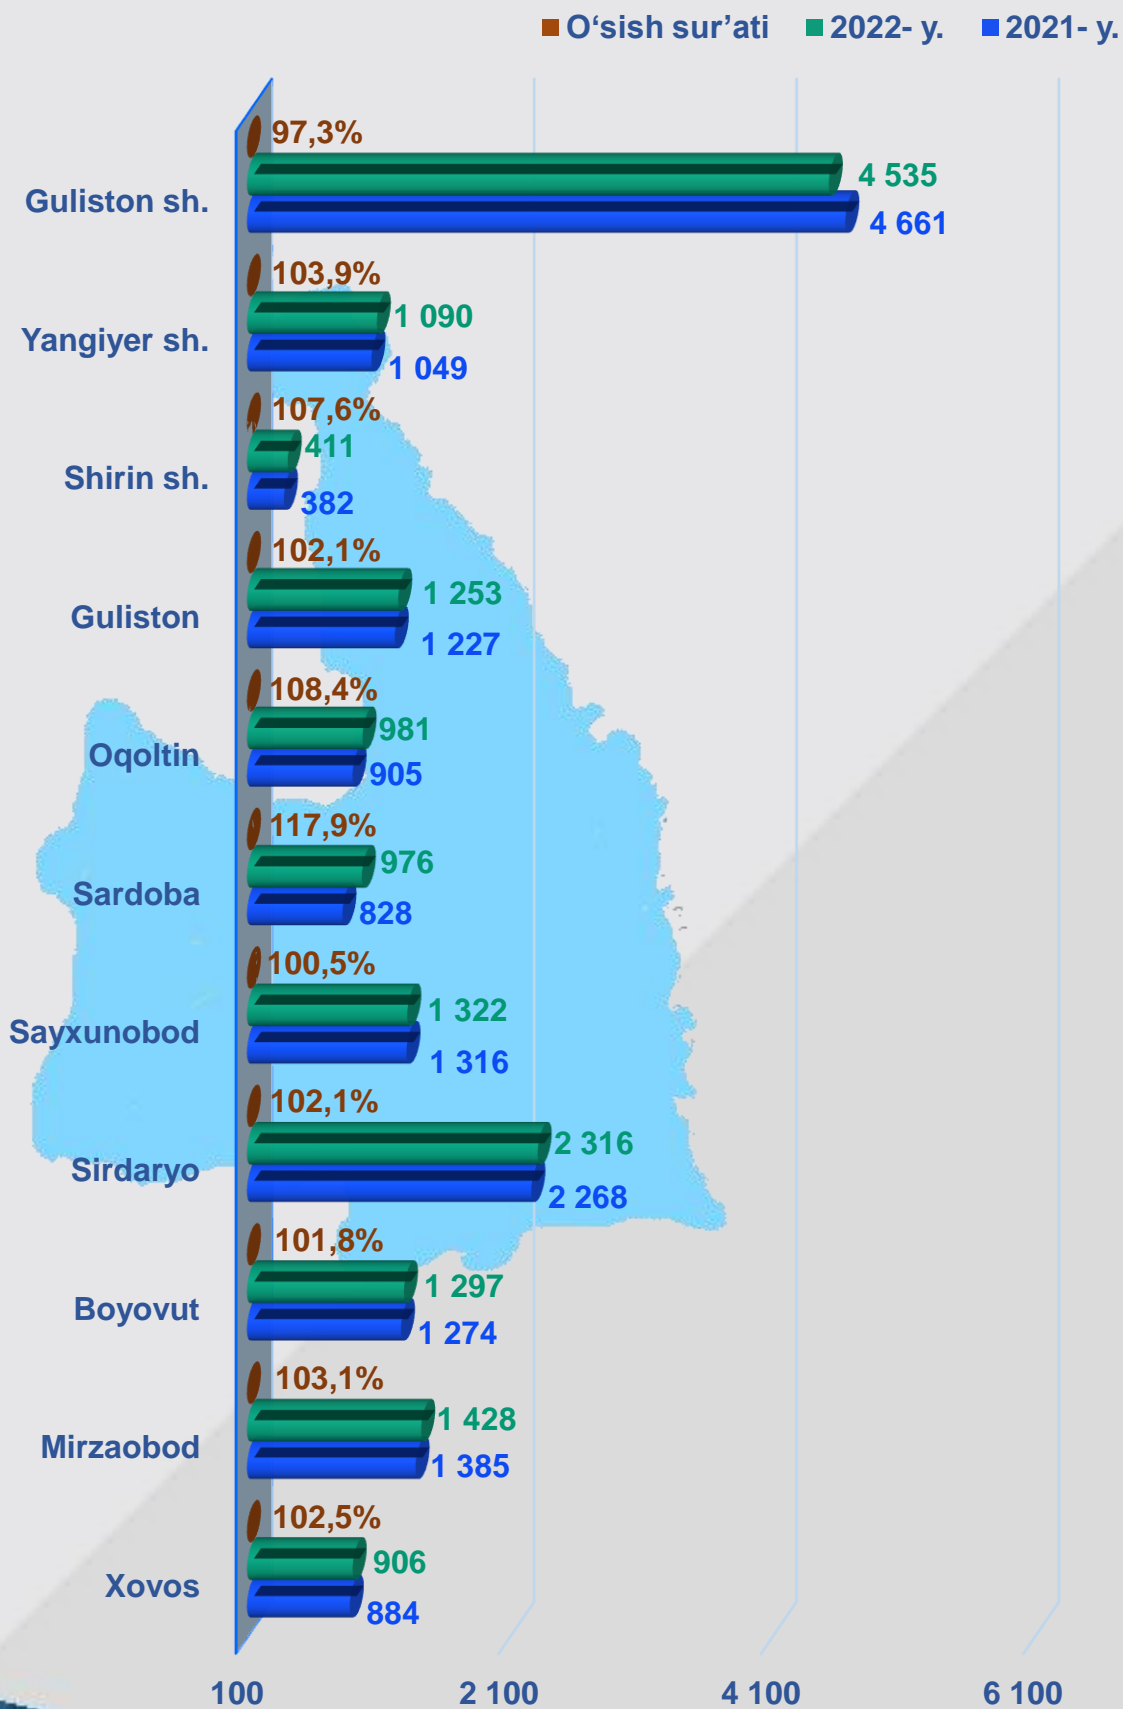 O‘sish sur’ati 2022- y. 2021- y.
97,3%
Guliston sh.
4 535
4 661
103,9%
Yangiyer sh.
1 090
1 049
107,6%
Shirin sh.
411
382
102,1%
Guliston
1 253
1 227
108,4%
Oqoltin
981
905
117,9%
Sardoba
976
828
100,5%
Sayxunobod
1 322
1 316
102,1%
Sirdaryo
2 316
2 268
101,8%
Boyovut
1 297
1 274
103,1%
Mirzaobod
1 428
1 385
102,5%
Xovos
906
884
100 2 100 4 100 6 100